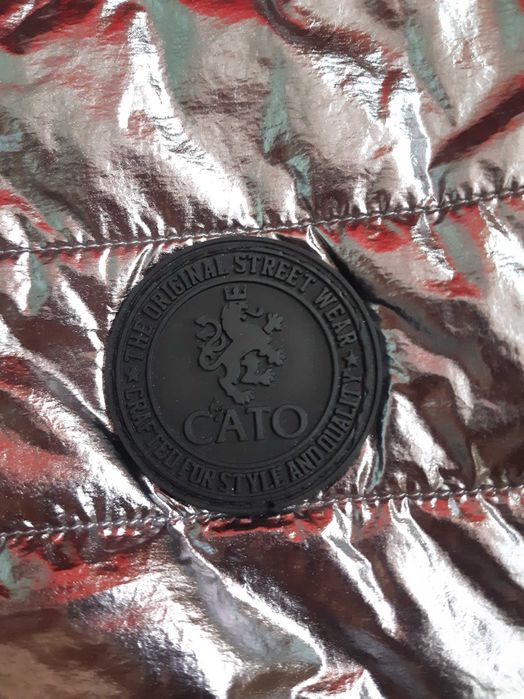 ★ THE ORIGINAL STREET WEAR ★
CATO
CRAFTED FOR STYLE AND QUALITY